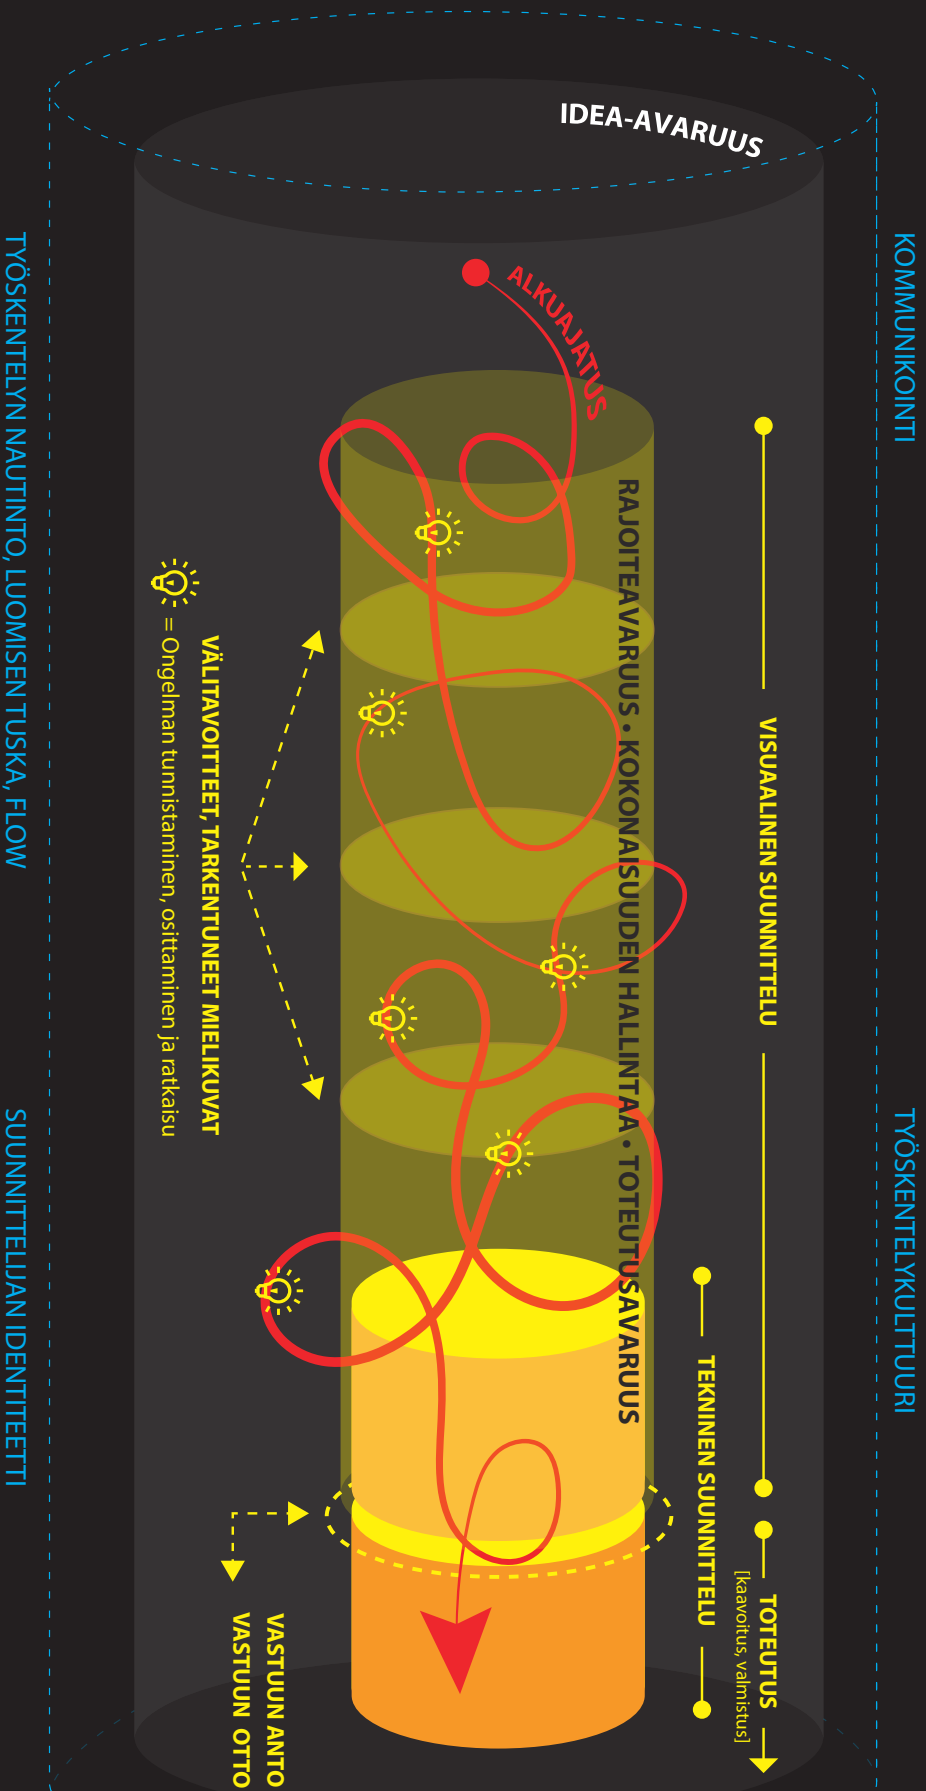 IDEA-AVARUUS
ALKUAJATUS
KOMMUNIKOINTI
TYÖSKENTELYKULTTUURI
TYÖSKENTELYN NAUTINTO, LUOMISEN TUSKA, FLOW
SUUNNITTELIJAN IDENTITEETTI
RAJOITEAVARUUS • KOKONAISUUDEN HALLINTAA • TOTEUTUSAVARUUS
VISUAALINEN SUUNNITTELU
TEKNINEN SUUNNITTELU
TOTEUTUS
[kaavoitus, valmistus]
VÄLITAVOITTEET, TARKENTUNEET MIELIKUVAT
= Ongelman tunnistaminen, osittaminen ja ratkaisu
VASTUUN ANTO
VASTUUN OTTO